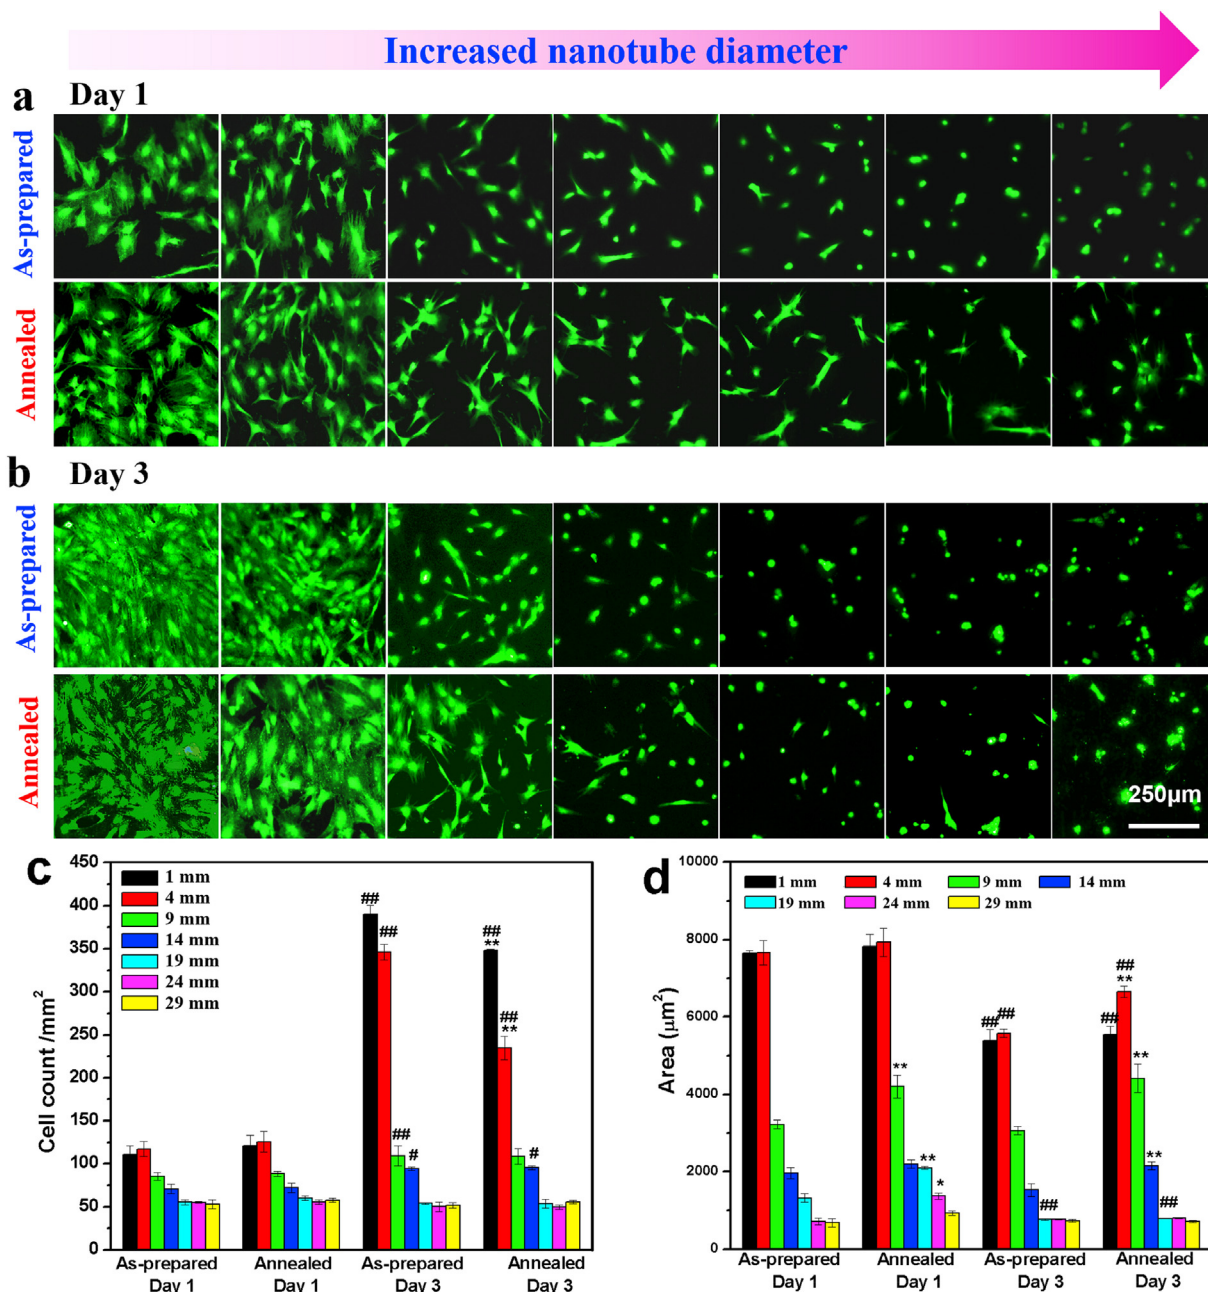 Increased nanotube diameter
a Day 1
As-prepared
Annealed
b Day 3
As-prepared
Annealed
250μm
c
450
400
350
300
250
200
150
100
50
0
Cell count /mm²
1 mm
4 mm
9 mm
14 mm
19 mm
24 mm
29 mm
##
##
##
#
##
**
##
**
#
As-prepared Day 1
Annealed Day 1
As-prepared Day 3
Annealed Day 3
d
10000
8000
6000
4000
2000
0
Area (μm²)
1 mm 4 mm 9 mm 14 mm
19 mm 24 mm 29 mm
**
**
*
##
##
##
##
##
**
**
**
##
As-prepared Day 1
Annealed Day 1
As-prepared Day 3
Annealed Day 3